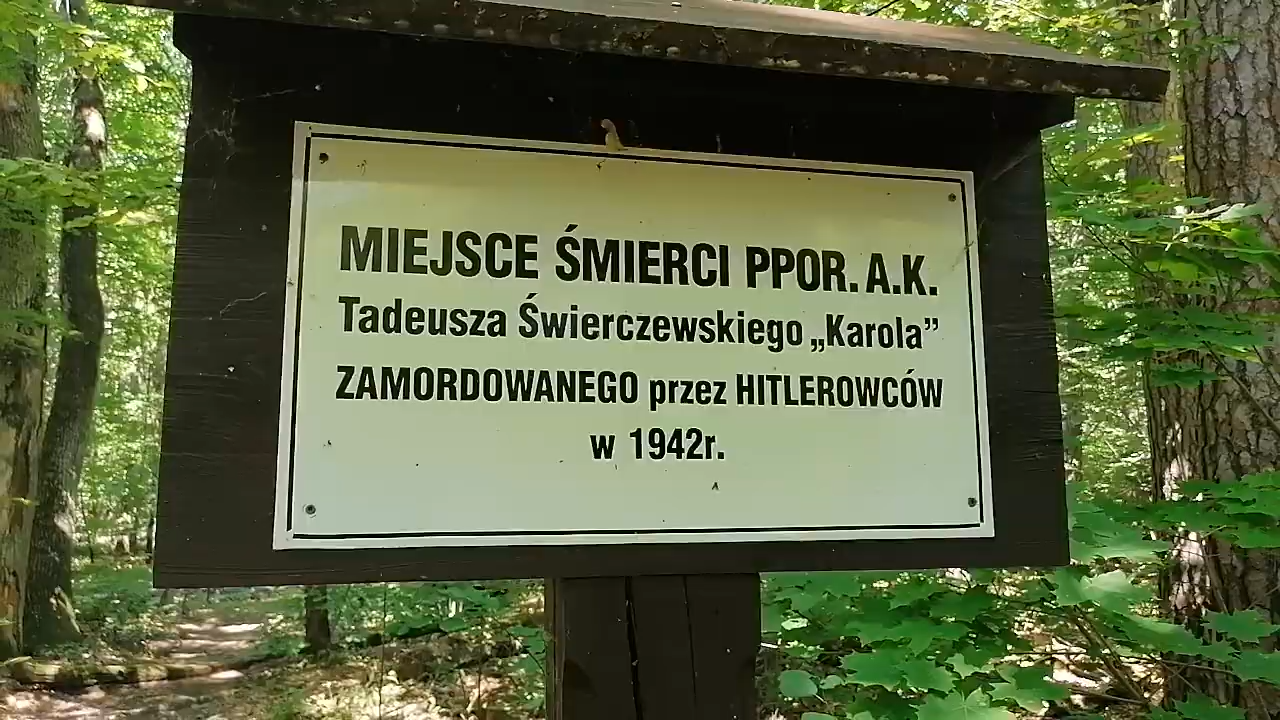 MIEJSCE ŚMIERCI PPOR. A.K.
Tadeusza Świerczewskiego „Karola”
ZAMORDOWANEGO przez HITLEROWCÓW
w 1942r.